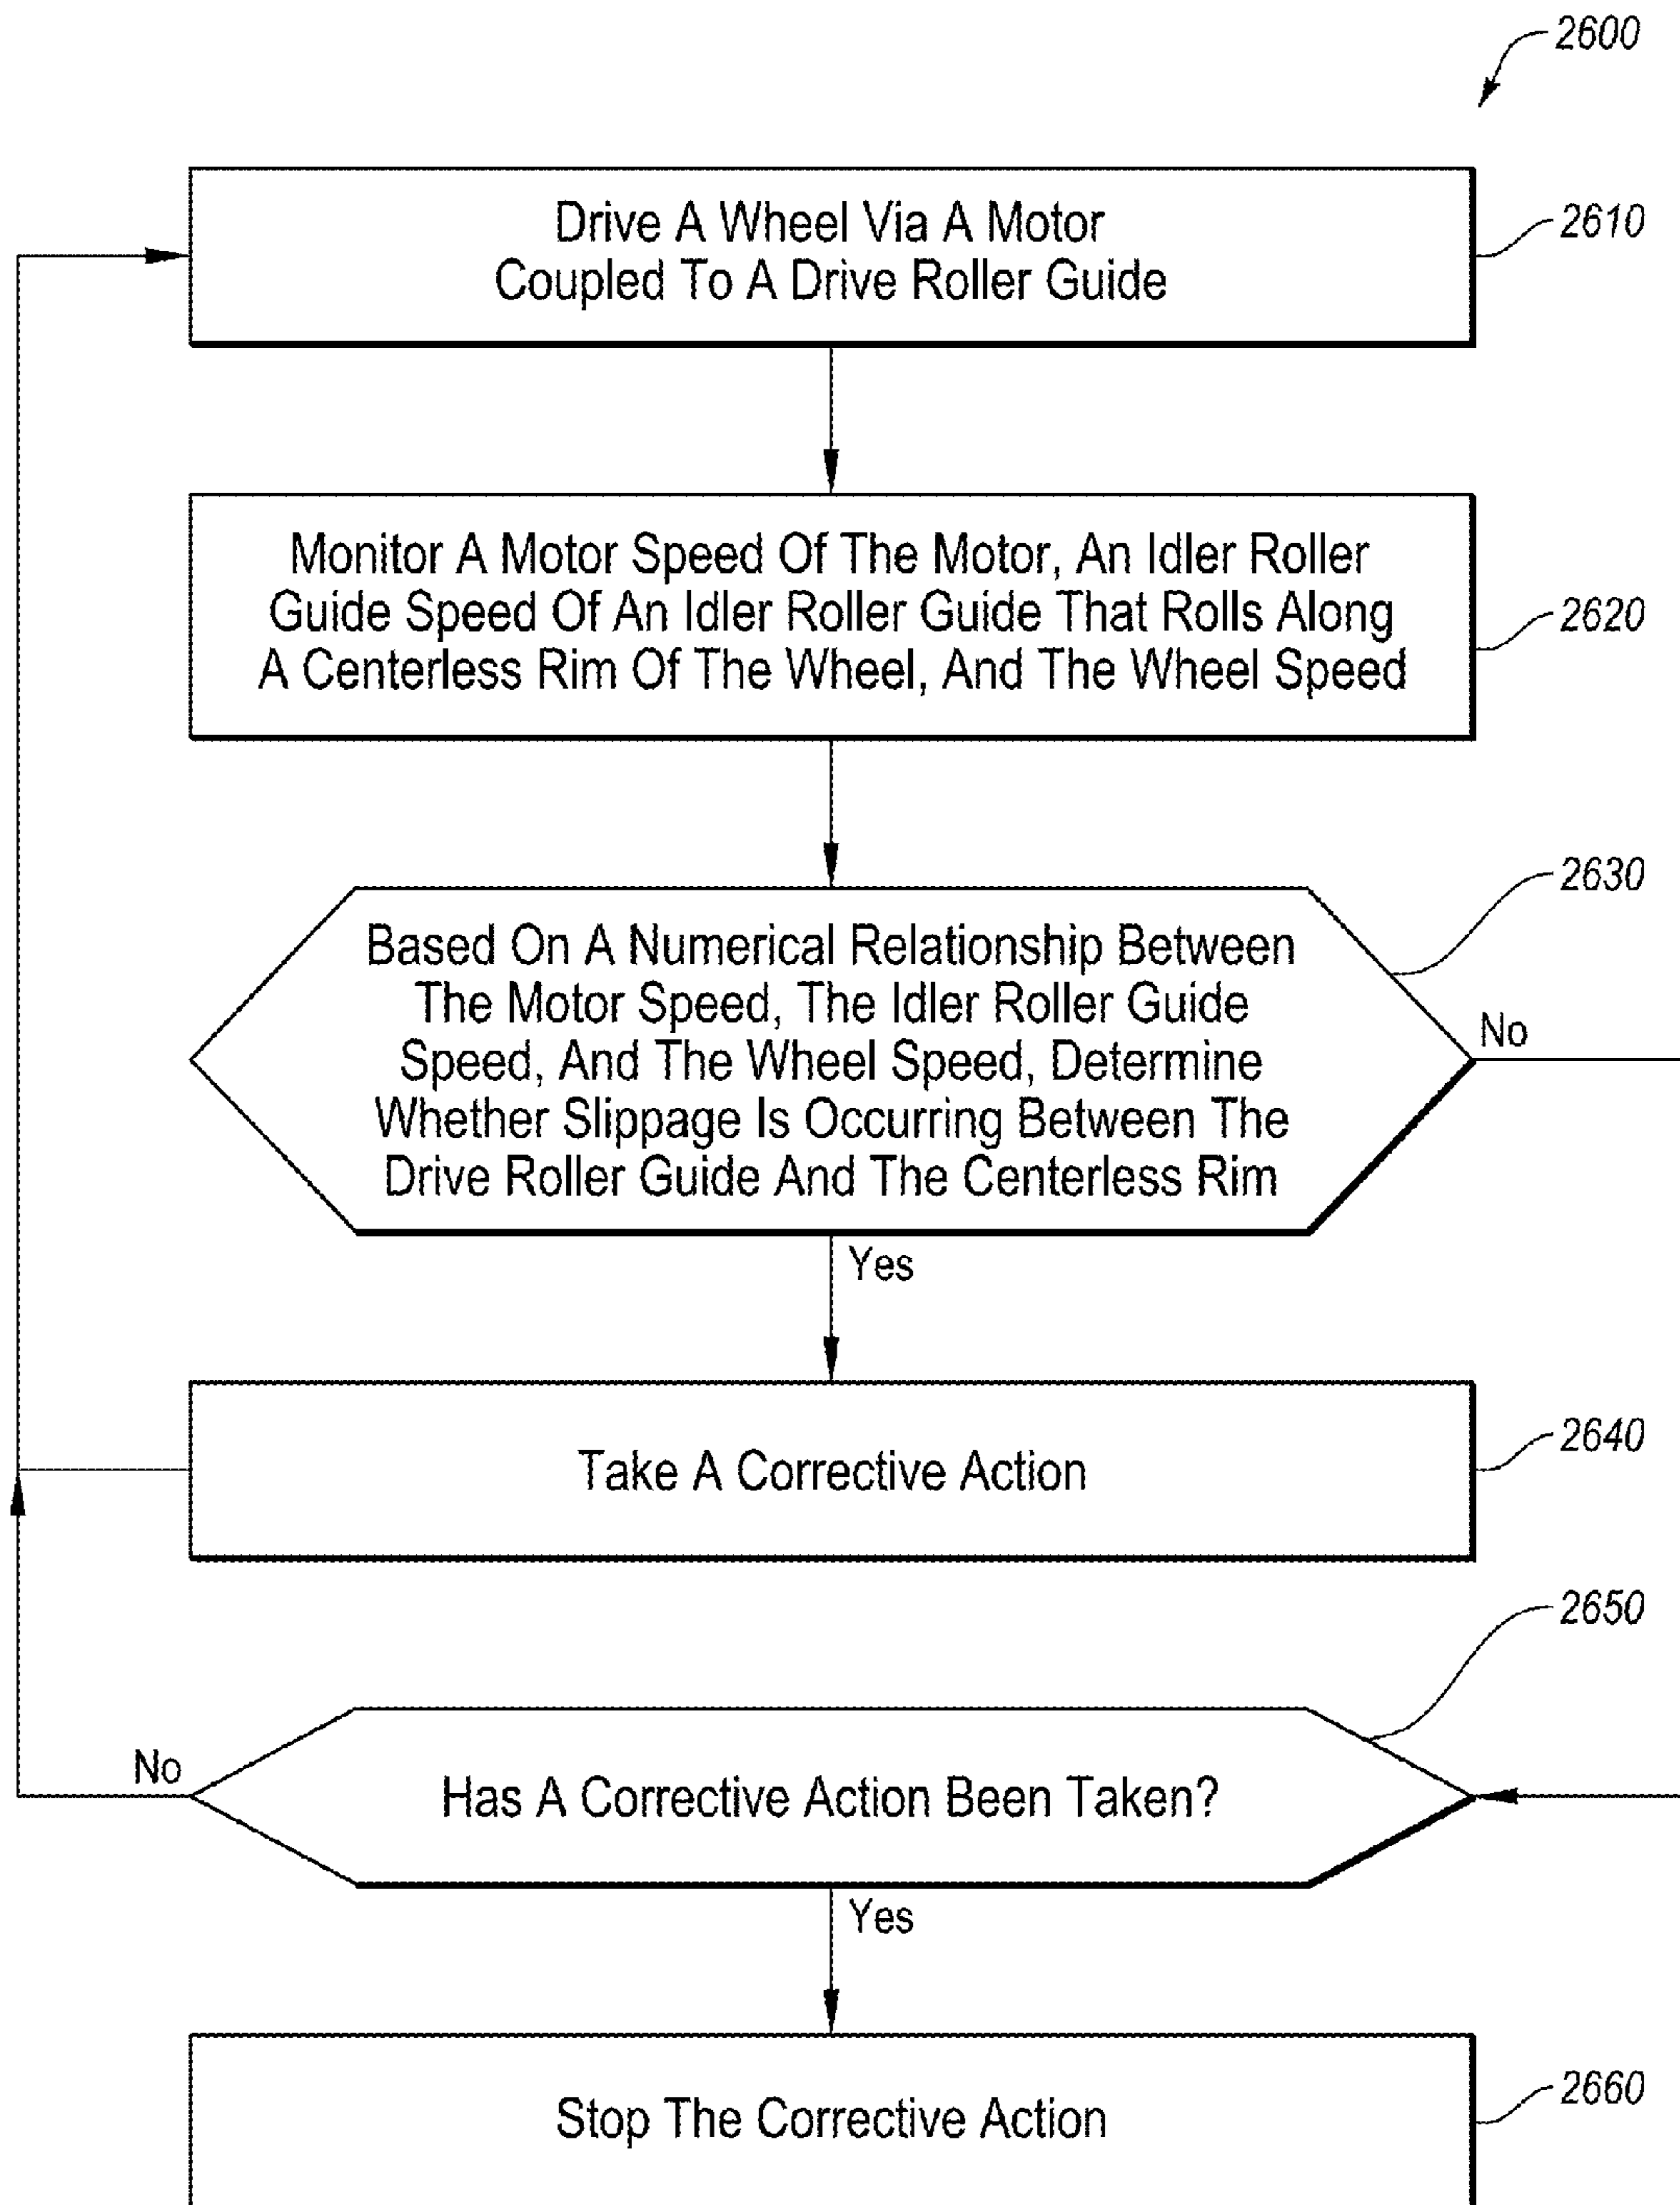 2600
Drive A Wheel Via A Motor
Coupled To A Drive Roller Guide
2610
Monitor A Motor Speed Of The Motor, An Idler Roller
Guide Speed Of An Idler Roller Guide That Rolls Along
A Centerless Rim Of The Wheel, And The Wheel Speed
2620
2630
Based On A Numerical Relationship Between
The Motor Speed, The Idler Roller Guide
Speed, And The Wheel Speed, Determine
Whether Slippage Is Occurring Between The
Drive Roller Guide And The Centerless Rim
No
Yes
Take A Corrective Action
2640
2650
No
Has A Corrective Action Been Taken?
Yes
Stop The Corrective Action
2660